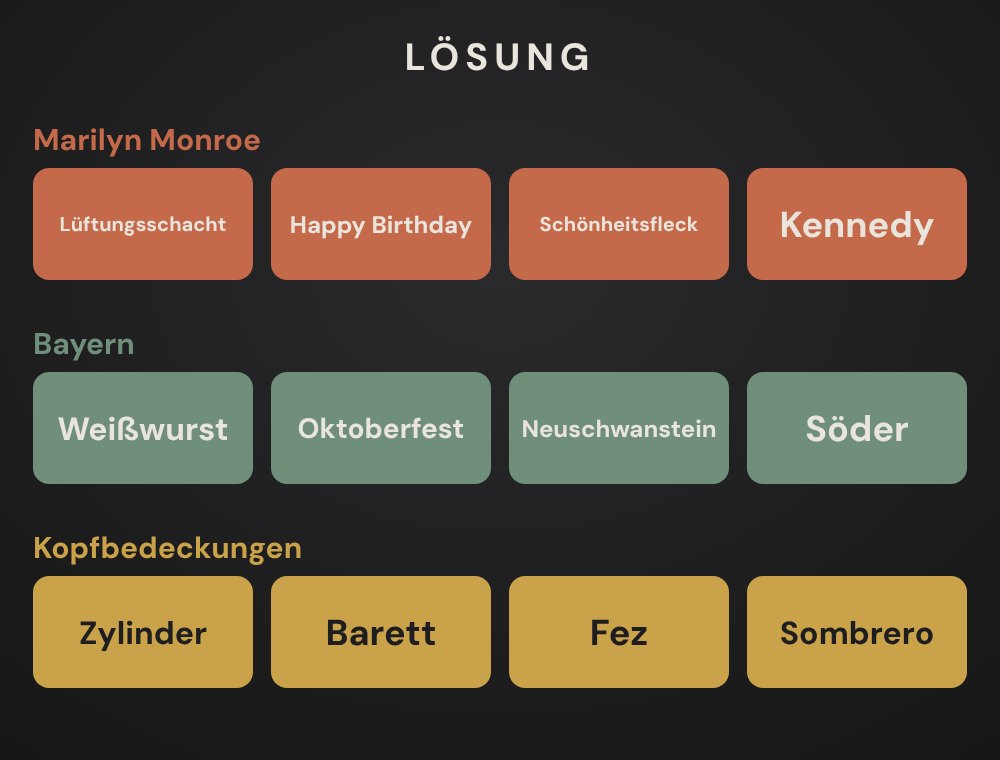 LÖSUNG
Marilyn Monroe
Lüftungsschacht Happy Birthday Schönheitsfleck Kennedy
Bayern
Weißwurst Oktoberfest Neuschwanstein Söder
Kopfbedeckungen
Zylinder Barett Fez Sombrero